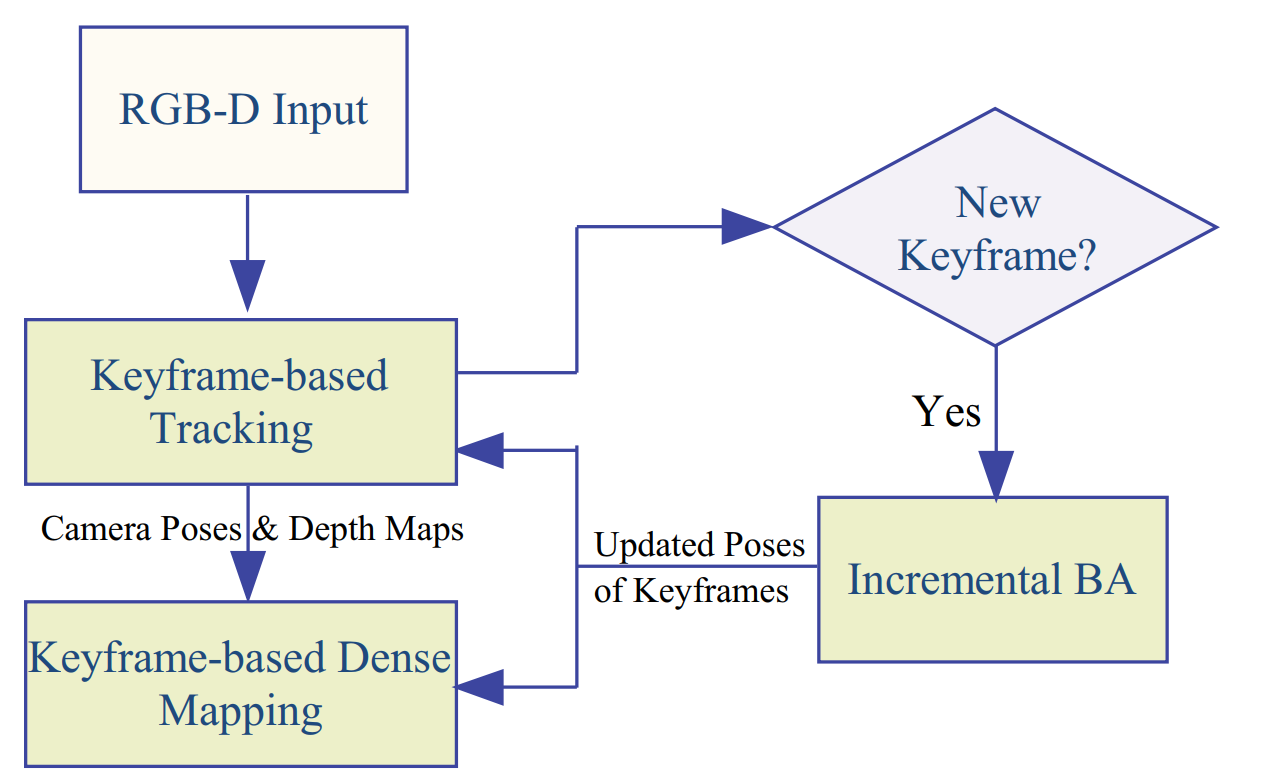 RGB-D Input
New
Keyframe?
Keyframe-based
Tracking
Yes
Camera Poses & Depth Maps
Updated Poses
of Keyframes
Incremental BA
Keyframe-based Dense
Mapping